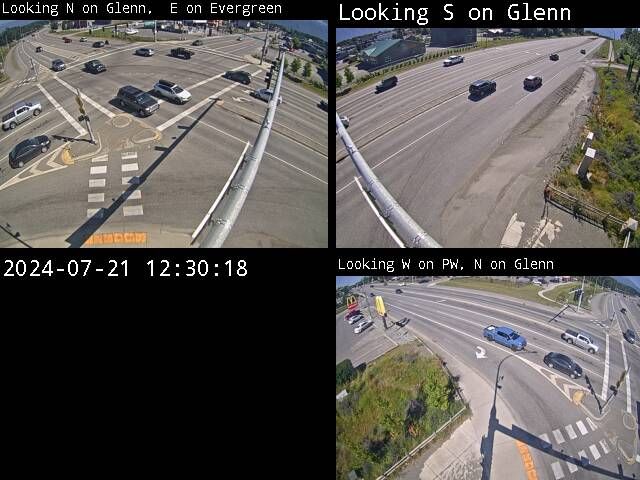 Looking N on Glenn,  E on Evergreen
Looking S on Glenn
2024-07-21 12:30:18
Looking W on PW, N on Glenn